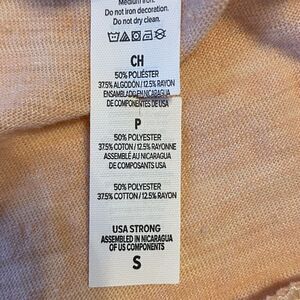 Medium iron.
Do not iron decoration.
Do not dry clean.
CH
50% POLIÉSTER
37.5% ALGODÓN / 12.5% RAYON
ENSAMBLADO EN NICARAGUA
DE COMPONENTES DE USA
P
50% POLYESTER
37.5% COTON / 12.5% RAYONNE
ASSEMBLÉ AU NICARAGUA
DE COMPOSANTS USA
50% POLYESTER
37.5% COTTON / 12.5% RAYON
USA STRONG
ASSEMBLED IN NICARAGUA
OF US COMPONENTS
S